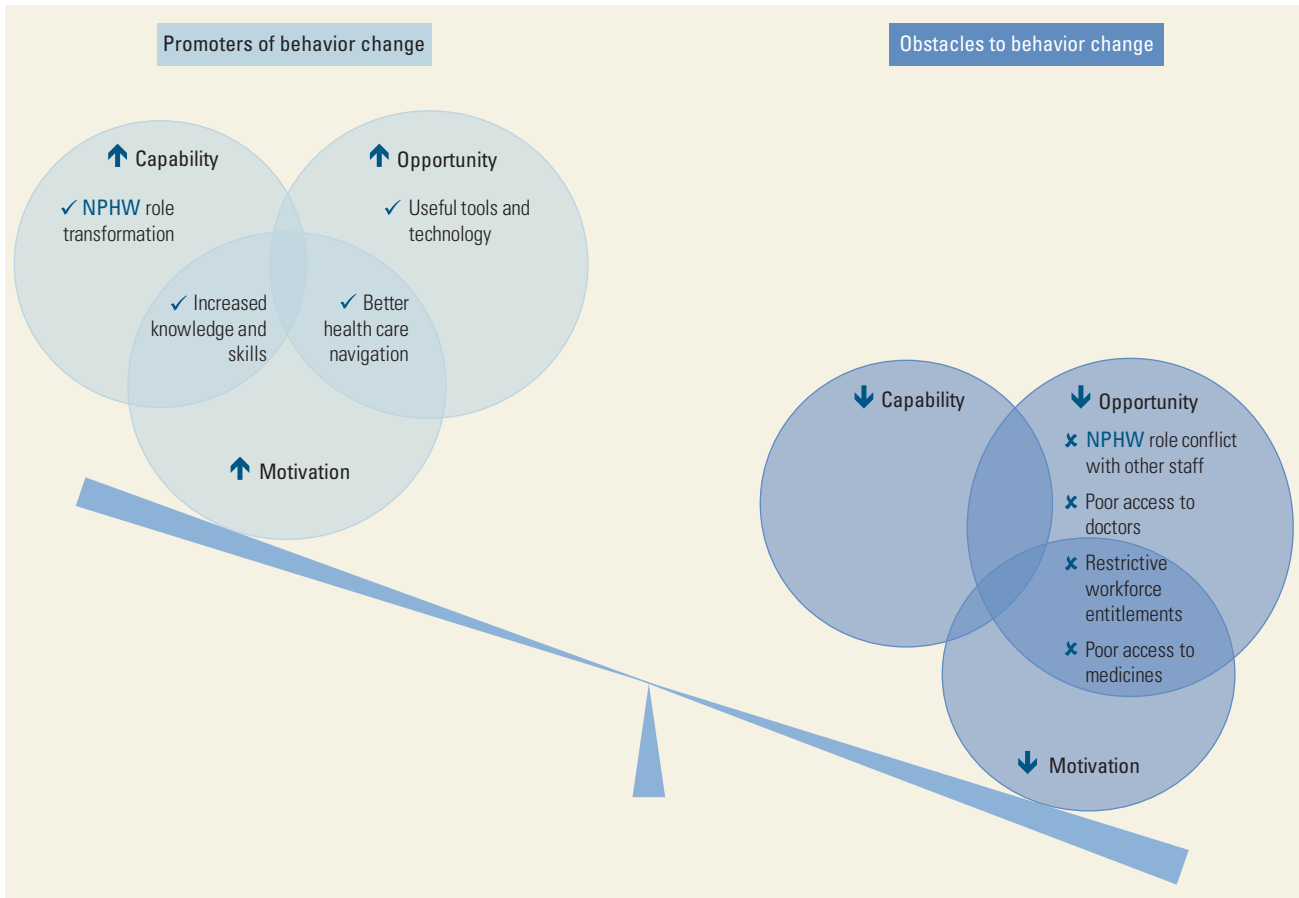 Promoters of behavior change
Obstacles to behavior change
↑ Capability
✓ NPHW role
transformation
↑ Opportunity
✓ Useful tools and
technology
✓ Increased
knowledge and
skills
✓ Better
health care
navigation
↑ Motivation
↓ Capability
↓ Opportunity
✘ NPHW role conflict
with other staff
✘ Poor access to
doctors
✘ Restrictive
workforce
entitlements
✘ Poor access to
medicines
↓ Motivation